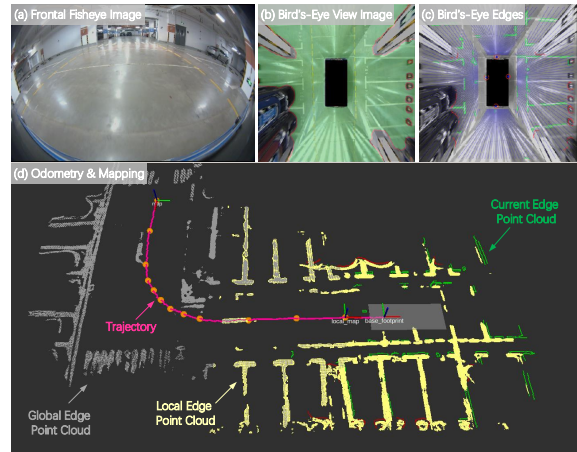 (a) Frontal Fisheye Image
(b) Bird's-Eye View Image
(c) Bird's-Eye Edges
(d) Odometry & Mapping
Current Edge
Point Cloud
local_map
base_footprint
Trajectory
Local Edge
Point Cloud
Global Edge
Point Cloud